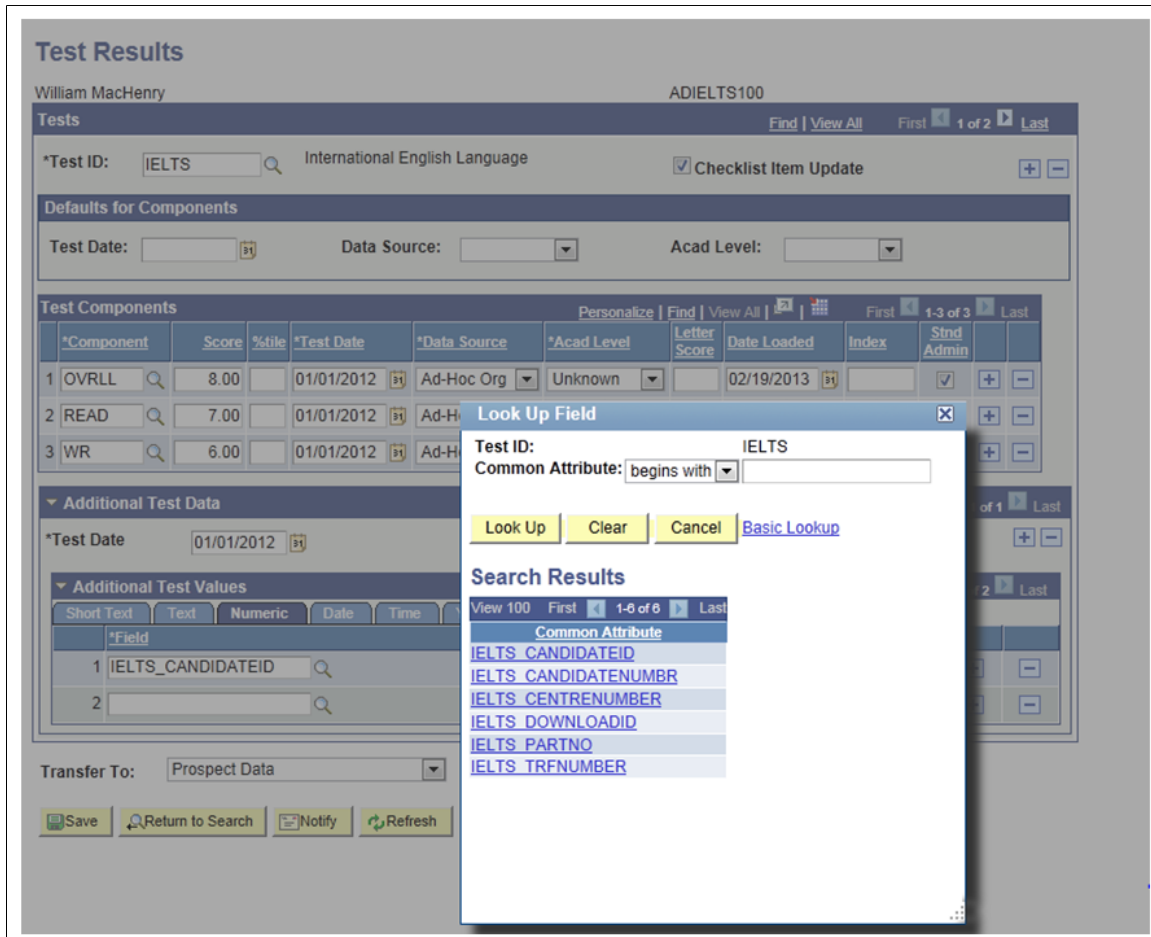 Test Results
William MacHenry ADIELTS100
Tests Find | View All First 1 of 2 Last
*Test ID: IELTS International English Language Checklist Item Update
Defaults for Components
Test Date: Data Source: Acad Level:
Test Components Personalize | Find | View All | | First 1-3 of 3 Last
*Component Score %tile *Test Date *Data Source *Acad Level Letter Score Date Loaded Index Stnd Admin
1 OVRLL 8.00 01/01/2012 Ad-Hoc Org Unknown 02/19/2013
2 READ 7.00 01/01/2012
3 WR 6.00 01/01/2012
Look Up Field
Test ID: IELTS
Common Attribute: begins with
Look Up Clear Cancel Basic Lookup
Search Results
View 100 First 1-6 of 6 Last
Common Attribute
IELTS_CANDIDATEID
IELTS_CANDIDATENUMBR
IELTS_CENTRENUMBER
IELTS_DOWNLOADID
IELTS_PARTNO
IELTS_TRFNUMBER
Additional Test Data of 1 Last
*Test Date 01/01/2012
Additional Test Values 2 Last
Short Text Text Numeric Date Time
*Field
1 IELTS_CANDIDATEID
2
Transfer To: Prospect Data
Save Return to Search Notify Refresh